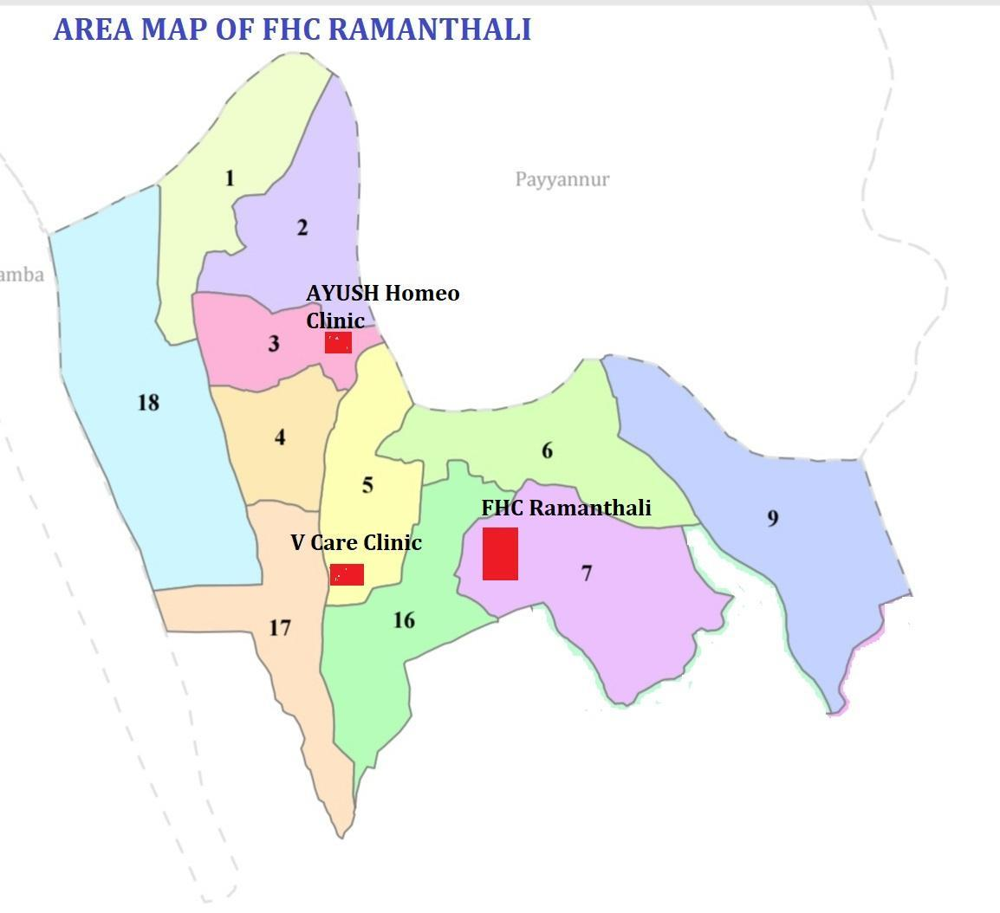 AREA MAP OF FHC RAMANTHALI
1
Payyannur
2
amba
AYUSH Homeo
Clinic
3
18
4
6
5
FHC Ramanthali
9
V Care Clinic
7
16
17